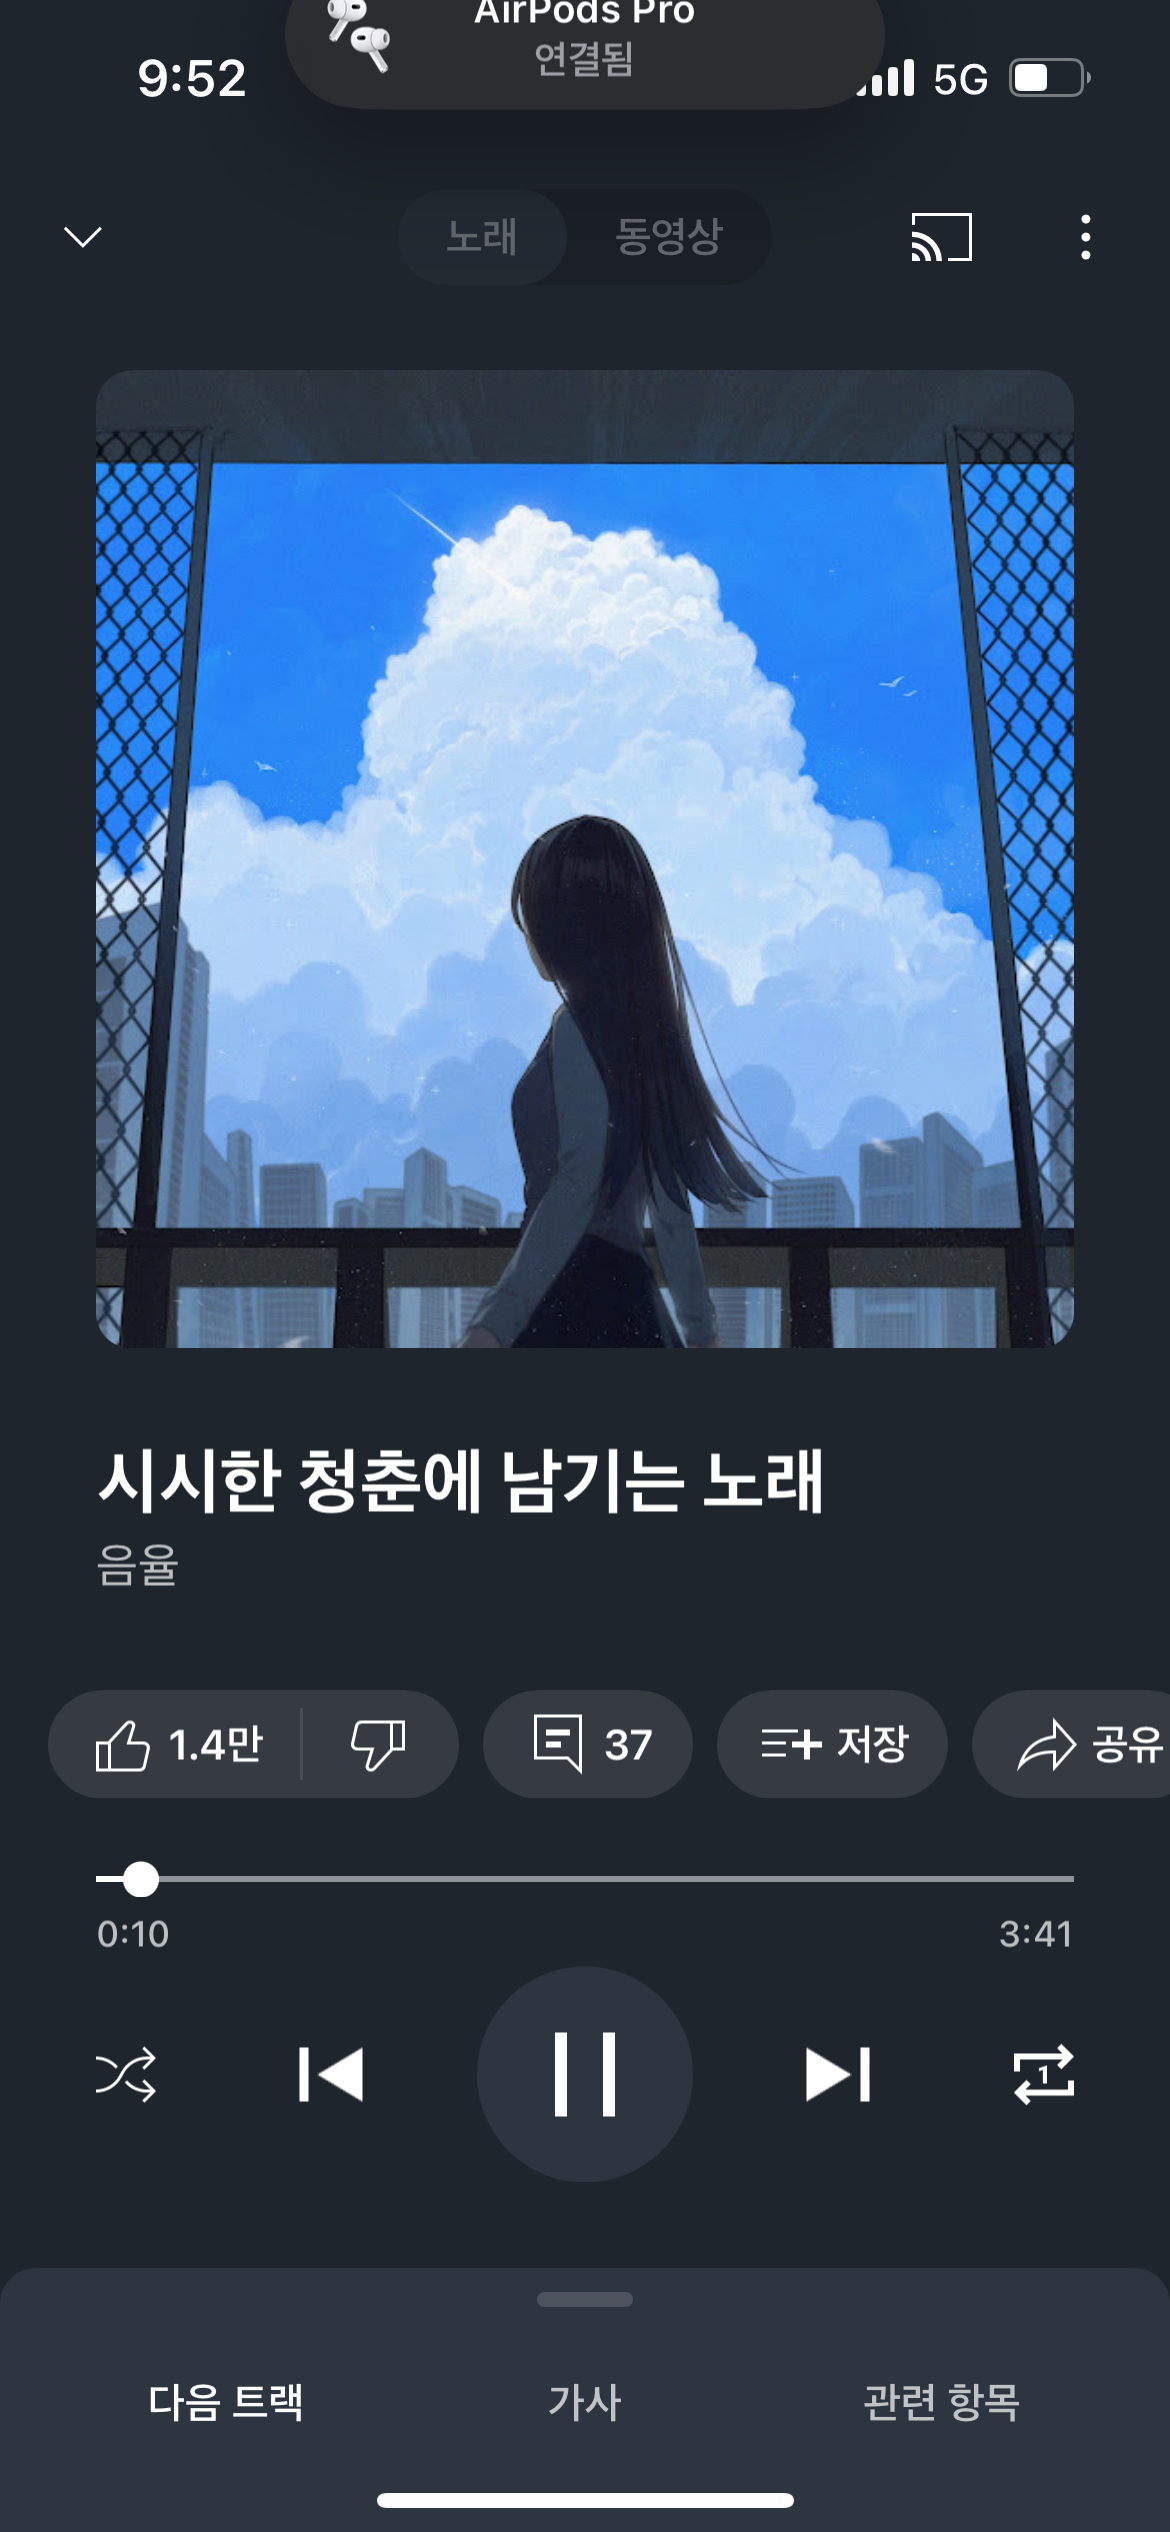 AirPods Pro
연결됨
9:52
5G
노래 동영상
시시한 청춘에 남기는 노래
음율
1.4만 37 저장 공유
0:10 3:41
1
다음 트랙 가사 관련 항목